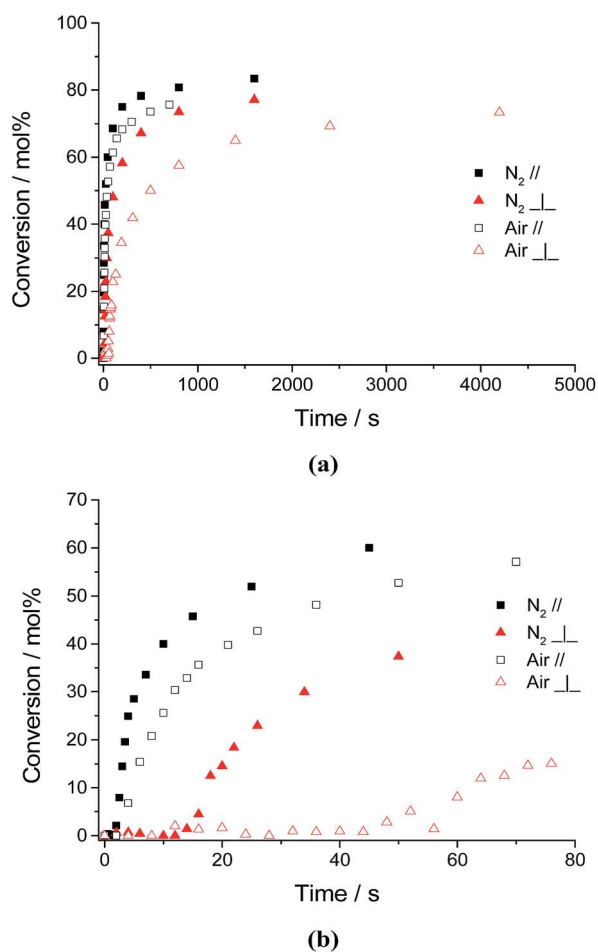 100
80
60
40
20
0
Conversion / mol%
N₂ //
N₂ _|_
Air //
Air _|_
0 1000 2000 3000 4000 5000
Time / s
(a)
70
60
50
40
30
20
10
0
Conversion / mol%
N₂ //
N₂ _|_
Air //
Air _|_
0 20 40 60 80
Time / s
(b)